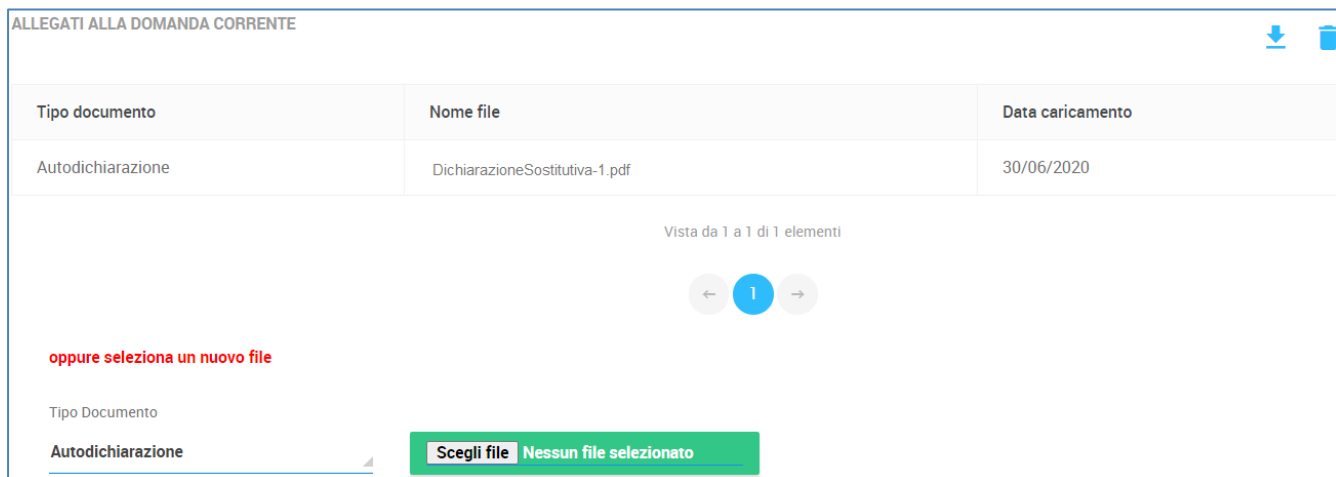 ALLEGATI ALLA DOMANDA CORRENTE
Tipo documento Nome file Data caricamento
Autodichiarazione DichiarazioneSostitutiva-1.pdf 30/06/2020
Vista da 1 a 1 di 1 elementi
← 1 →
oppure seleziona un nuovo file
Tipo Documento
Autodichiarazione Scegli file Nessun file selezionato